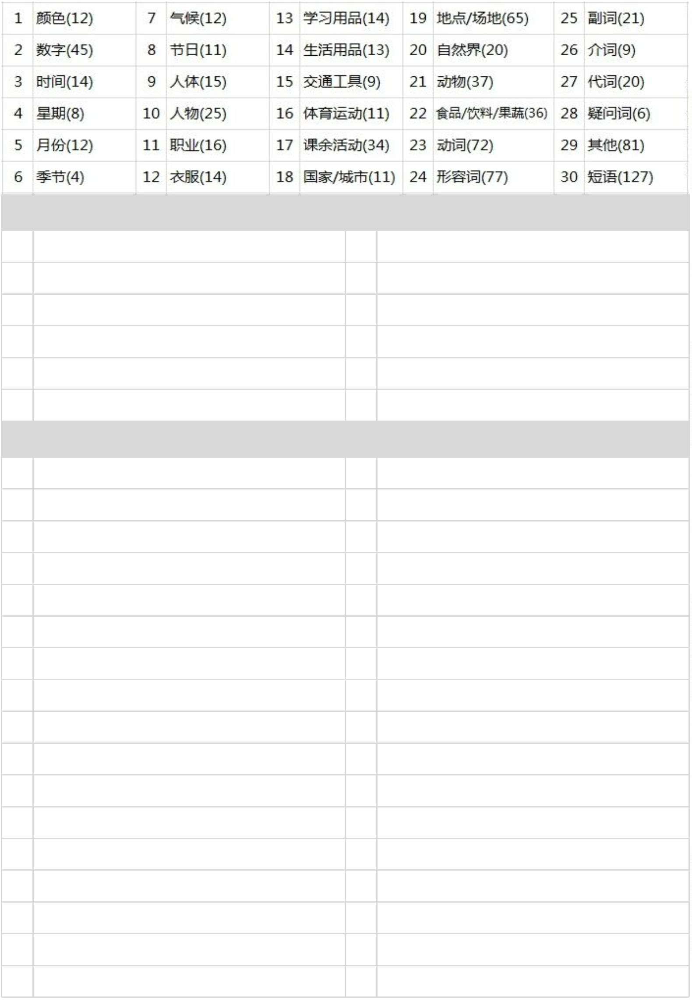 1 颜色(12) 7 气候(12) 13 学习用品(14) 19 地点/场地(65) 25 副词(21)
2 数字(45) 8 节日(11) 14 生活用品(13) 20 自然界(20) 26 介词(9)
3 时间(14) 9 人体(15) 15 交通工具(9) 21 动物(37) 27 代词(20)
4 星期(8) 10 人物(25) 16 体育运动(11) 22 食品/饮料/果蔬(36) 28 疑问词(6)
5 月份(12) 11 职业(16) 17 课余活动(34) 23 动词(72) 29 其他(81)
6 季节(4) 12 衣服(14) 18 国家/城市(11) 24 形容词(77) 30 短语(127)